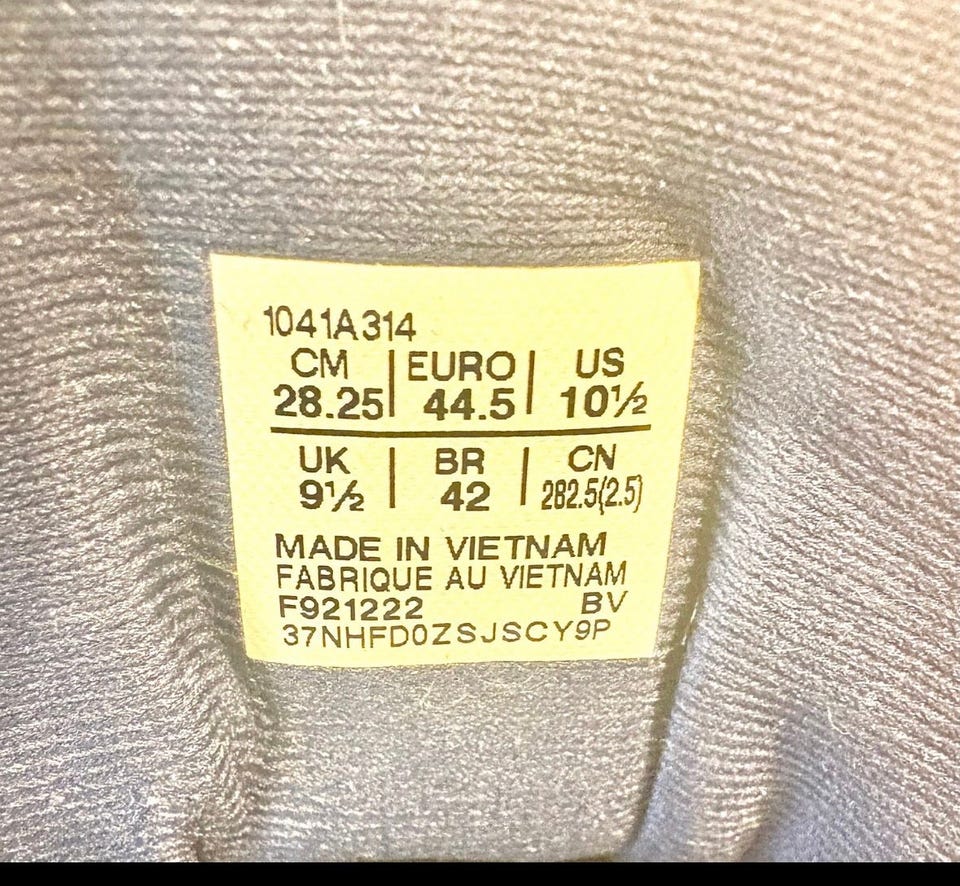 1041A314
CM | EURO | US
28.25 | 44.5 | 10½
UK | BR | CN
9½ | 42 | 282.5(2.5)
MADE IN VIETNAM
FABRIQUE AU VIETNAM
F921222 BV
37NHFD0ZSJSCY9P